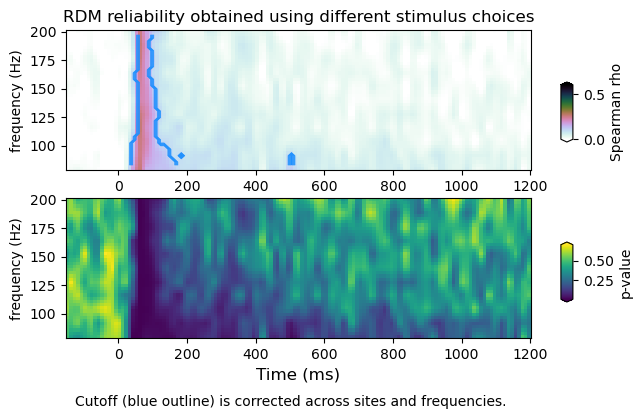 RDM reliability obtained using different stimulus choices
frequency (Hz)
200
175
150
125
100
0 200 400 600 800 1000 1200
0.5
0.0
Spearman rho
frequency (Hz)
200
175
150
125
100
0 200 400 600 800 1000 1200
Time (ms)
0.50
0.25
p-value
Cutoff (blue outline) is corrected across sites and frequencies.